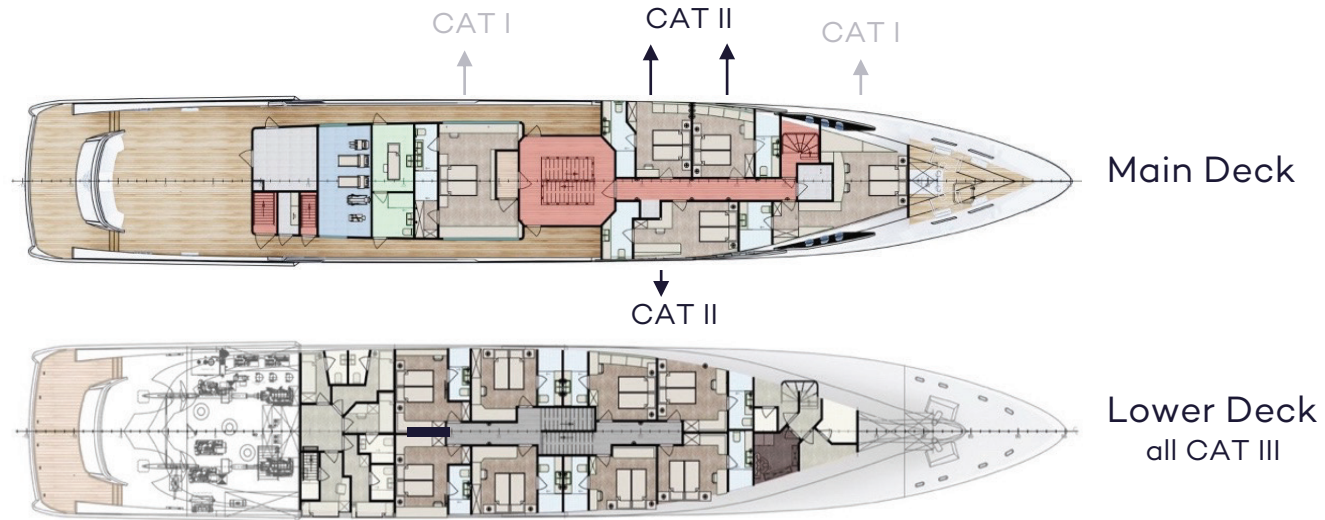 CAT I
CAT II
CAT I
Main Deck
CAT II
Lower Deck
all CAT III